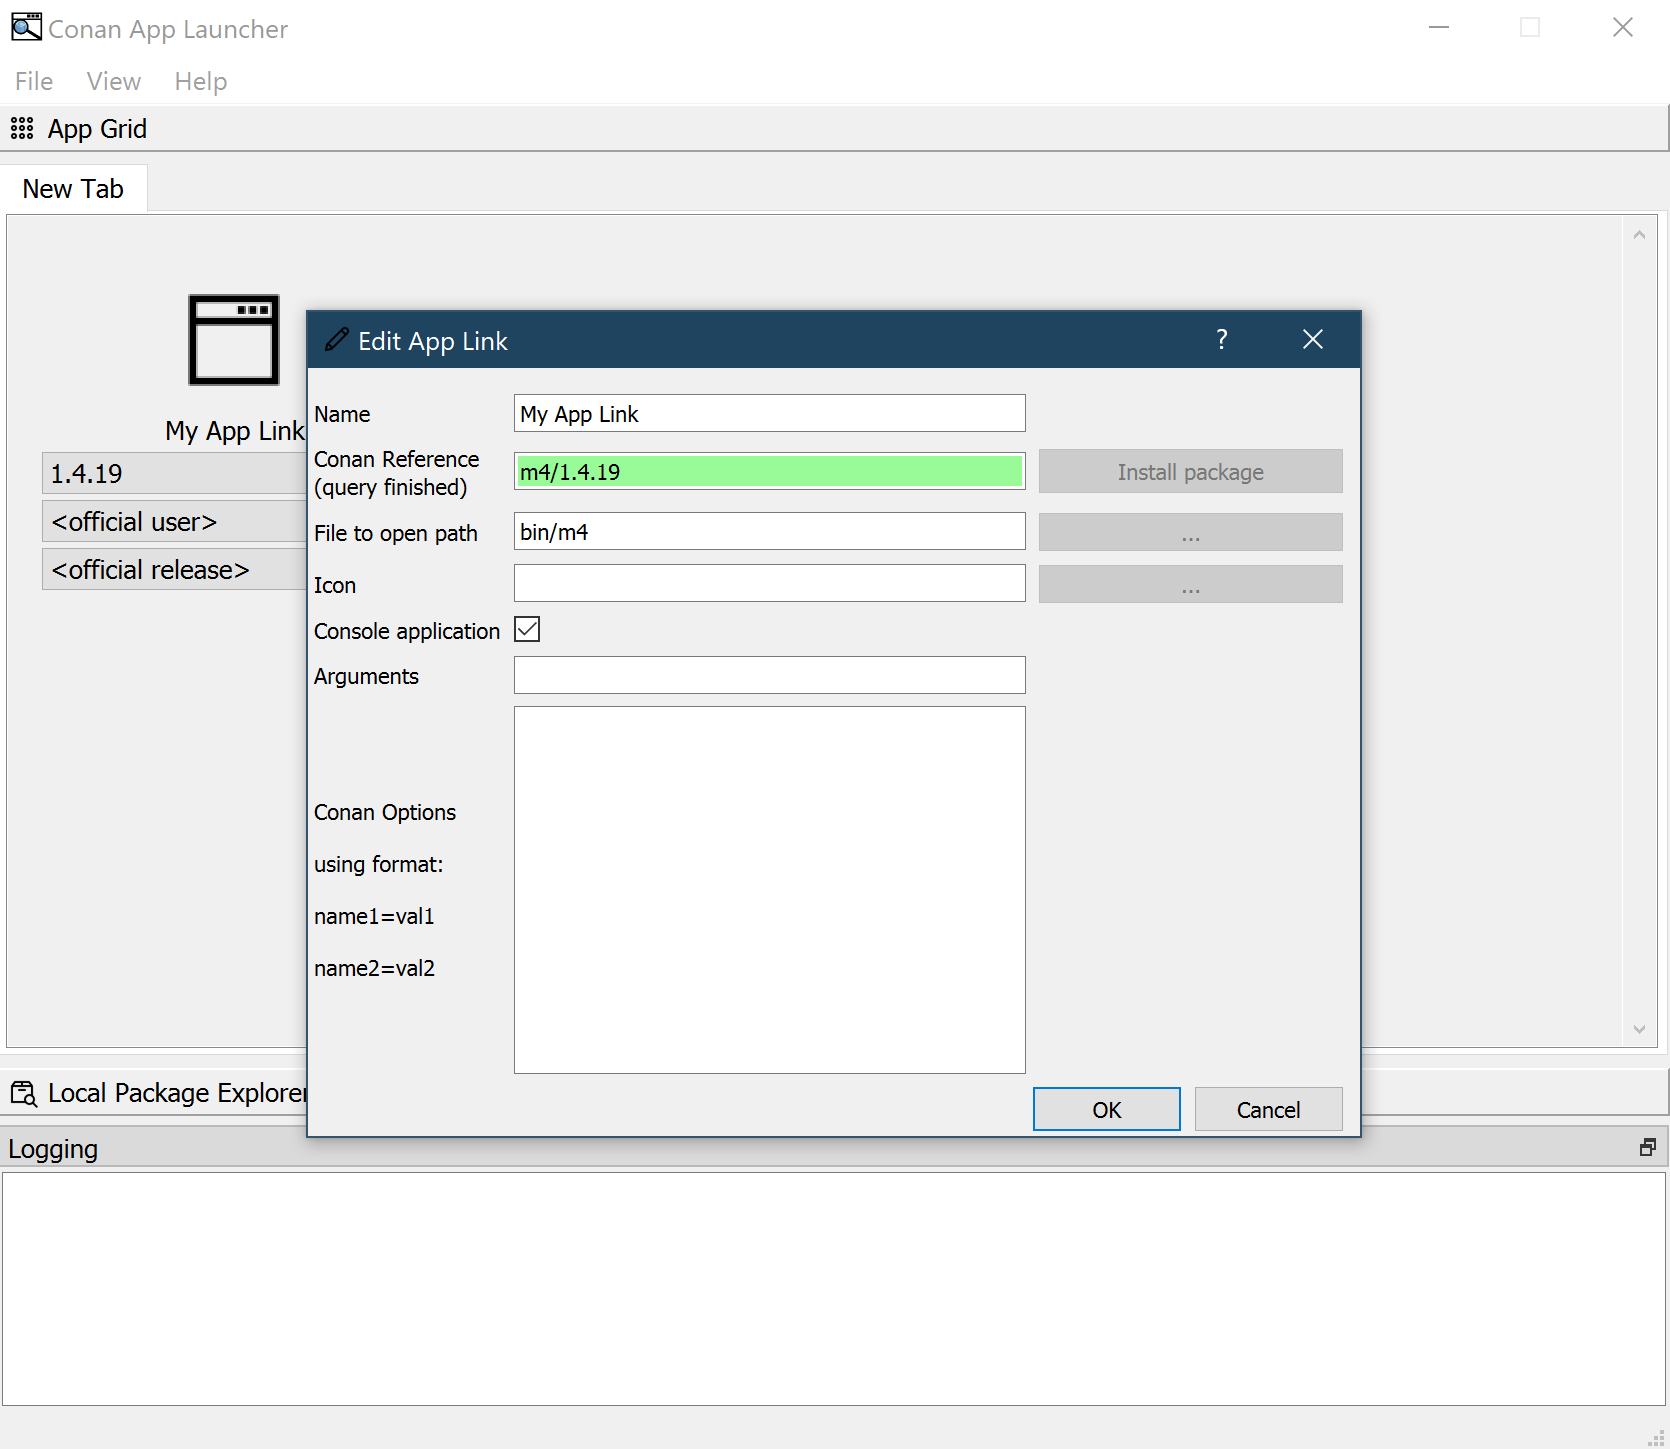 Conan App Launcher
File View Help
App Grid
New Tab
My App Link
1.4.19
<official user>
<official release>
Edit App Link
?
Name
My App Link
Conan Reference
(query finished)
m4/1.4.19
Install package
File to open path
bin/m4
...
Icon
...
Console application
Arguments
Conan Options
using format:
name1=val1
name2=val2
OK
Cancel
Local Package Explorer
Logging